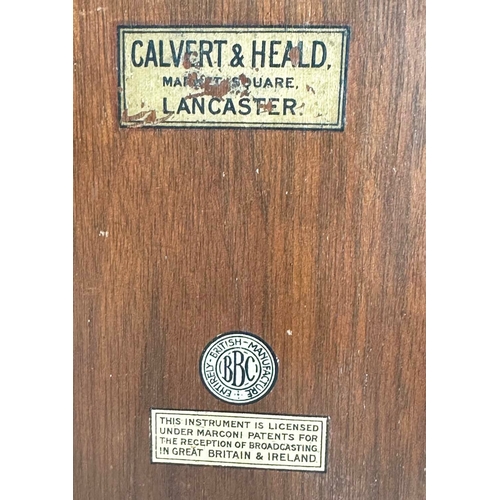 CALVERT & HEALD,
MARKET SQUARE,
LANCASTER.
ENTIRELY-BRITISH-MANUFACTURE
BBC
THIS INSTRUMENT IS LICENSED
UNDER MARCONI PATENTS FOR
THE RECEPTION OF BROADCASTING
IN GREAT BRITAIN & IRELAND